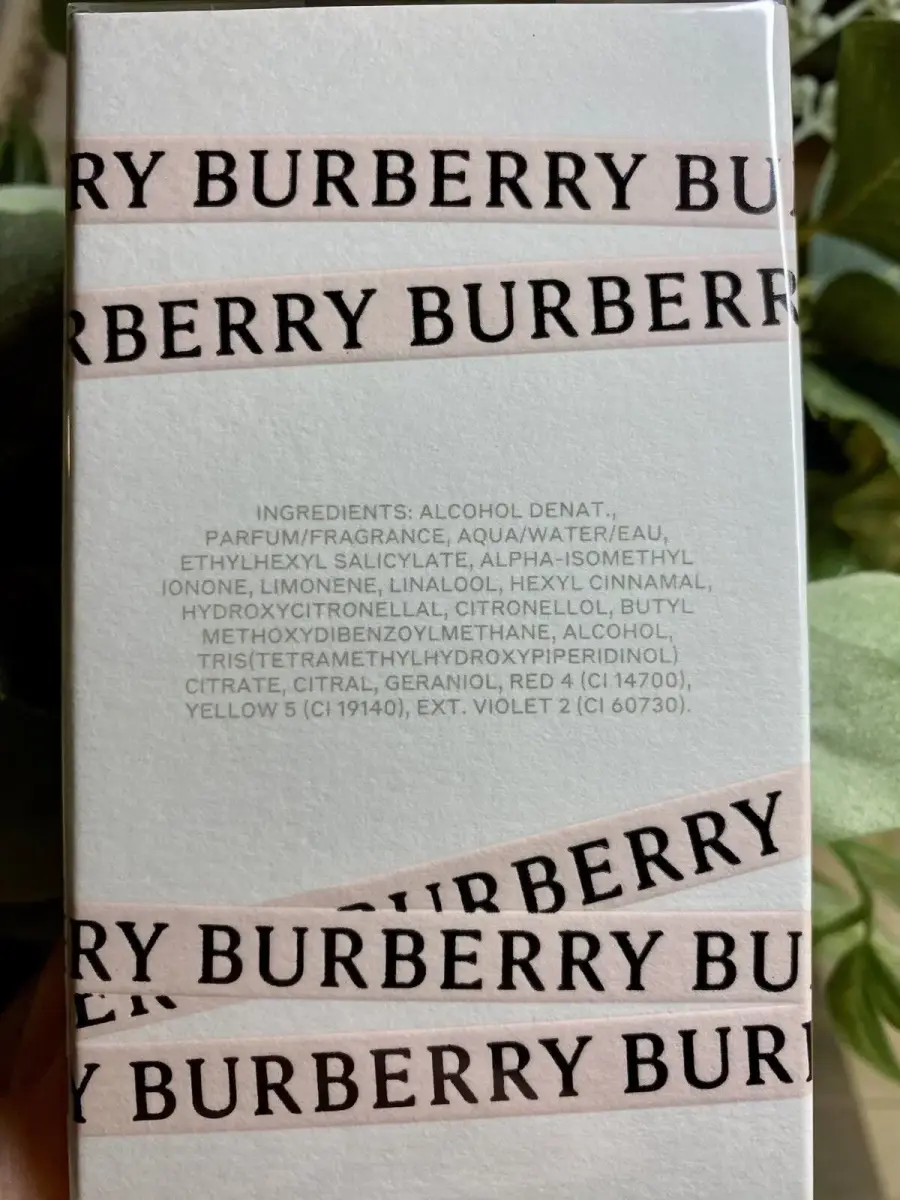 RY BURBERRY BU
RBERRY BURBERR
INGREDIENTS: ALCOHOL DENAT.,
PARFUM/FRAGRANCE, AQUA/WATER/EAU,
ETHYLHEXYL SALICYLATE, ALPHA-ISOMETHYL
IONONE, LIMONENE, LINALOOL, HEXYL CINNAMAL,
HYDROXYCITRONELLAL, CITRONELLOL, BUTYL
METHOXYDIBENZOYLMETHANE, ALCOHOL,
TRIS(TETRAMETHYLHYDROXYPIPERIDINOL)
CITRATE, CITRAL, GERANIOL, RED 4 (CI 14700),
YELLOW 5 (CI 19140), EXT. VIOLET 2 (CI 60730).
BURBERRY
RY BURBERRY BU
ER
Y BURBERRY BUR